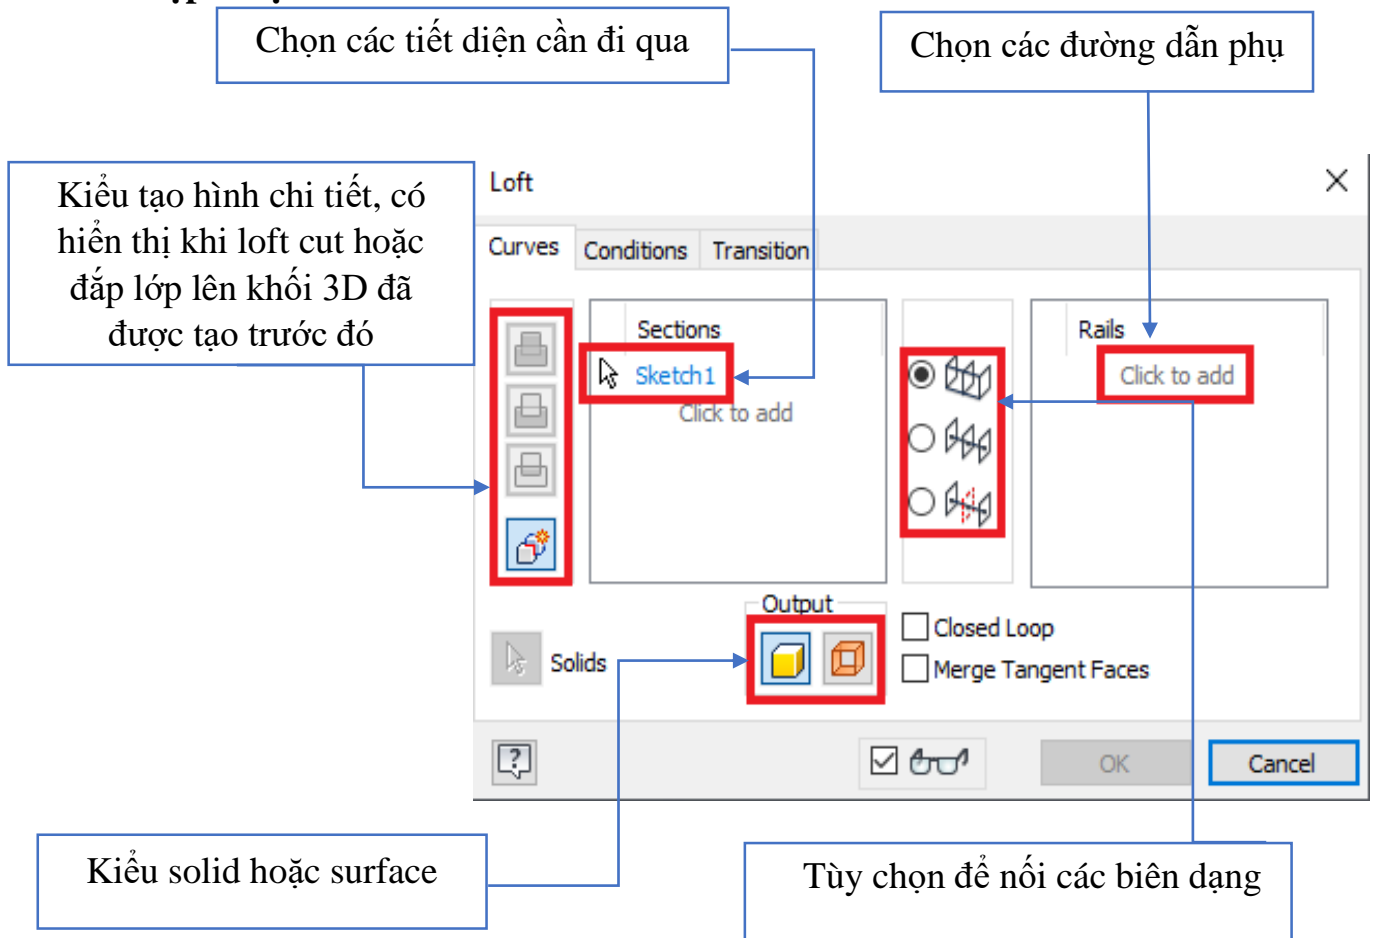 Chọn các tiết diện cần đi qua
Chọn các đường dẫn phụ
Kiểu tạo hình chi tiết, có
hiển thị khi loft cut hoặc
đắp lớp lên khối 3D đã
được tạo trước đó
Loft
Curves Conditions Transition
Sections
Sketch1
Click to add
Rails
Click to add
Output
Solids
Closed Loop
Merge Tangent Faces
OK
Cancel
Kiểu solid hoặc surface
Tùy chọn để nối các biên dạng